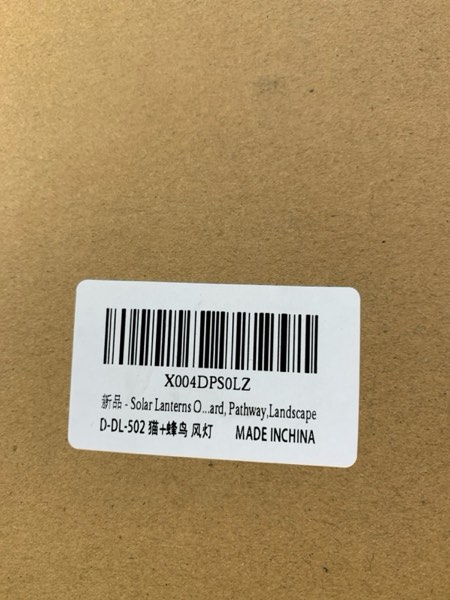 X004DPS0LZ
新品 - Solar Lanterns O...ard, Pathway,Landscape
D-DL-502 猫+蜂鸟 风灯 MADE INCHINA